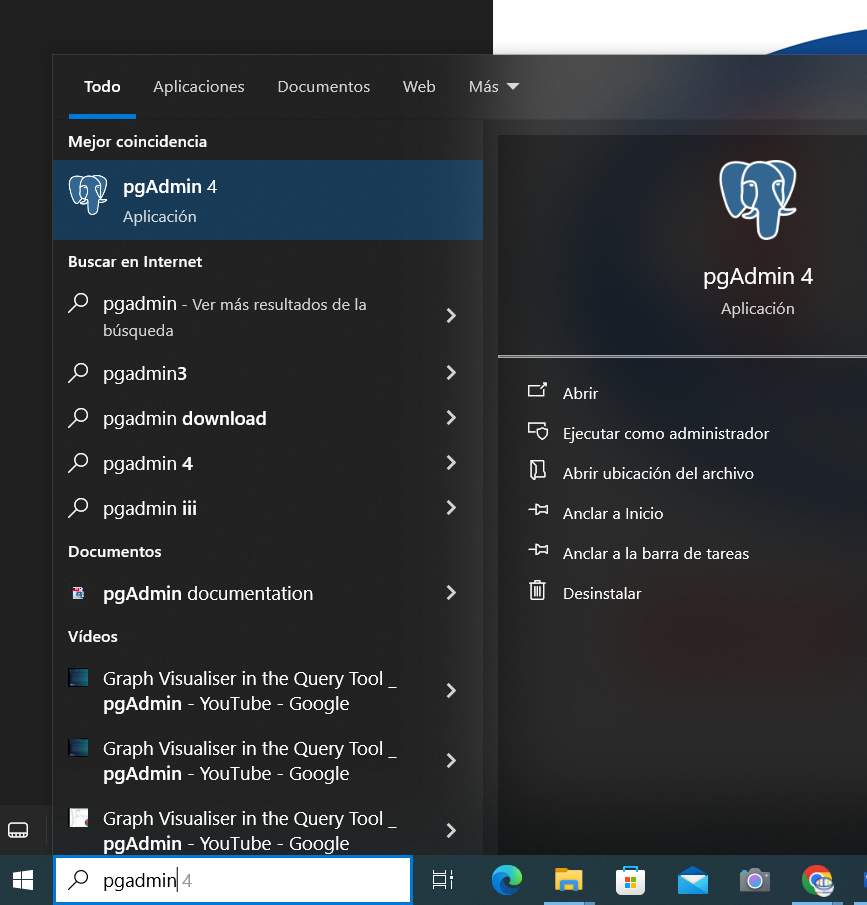 Todo Aplicaciones Documentos Web Más
Mejor coincidencia
pgAdmin 4
Aplicación
Buscar en Internet
pgadmin - Ver más resultados de la
búsqueda
pgadmin3
pgadmin download
pgadmin 4
pgadmin iii
Documentos
pgAdmin documentation
Vídeos
Graph Visualiser in the Query Tool _
pgAdmin - YouTube - Google
Graph Visualiser in the Query Tool _
pgAdmin - YouTube - Google
Graph Visualiser in the Query Tool _
pgAdmin - YouTube - Google
pgAdmin 4
Aplicación
Abrir
Ejecutar como administrador
Abrir ubicación del archivo
Anclar a Inicio
Anclar a la barra de tareas
Desinstalar
pgadmin 4